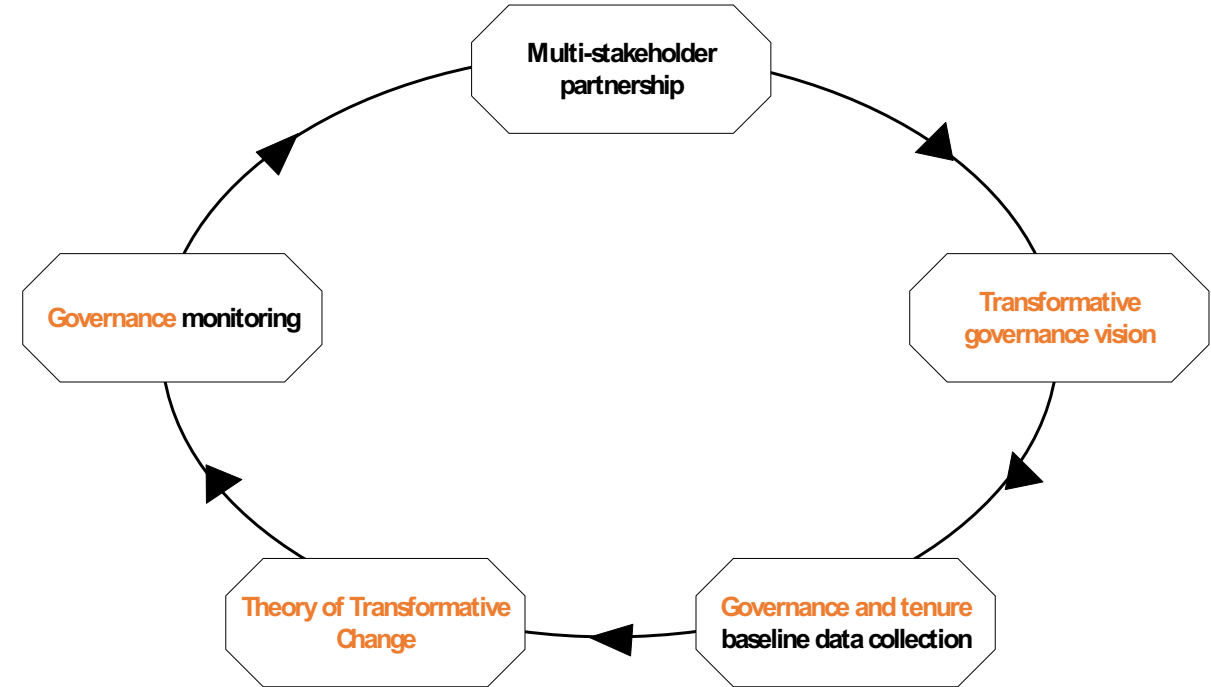 Multi-stakeholder
partnership
Transformative
governance vision
Governance and tenure
baseline data collection
Theory of Transformative
Change
Governance monitoring